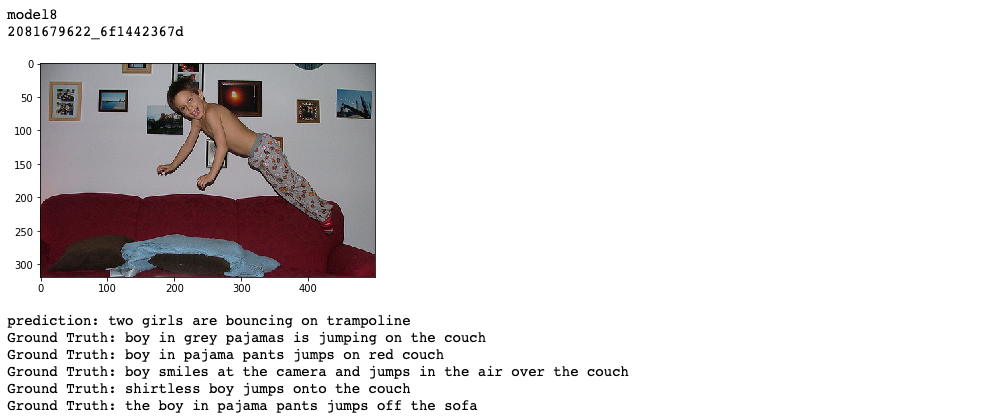 model8
2081679622_6f1442367d
0
50
100
150
200
250
300
0 100 200 300 400
prediction: two girls are bouncing on trampoline
Ground Truth: boy in grey pajamas is jumping on the couch
Ground Truth: boy in pajama pants jumps on red couch
Ground Truth: boy smiles at the camera and jumps in the air over the couch
Ground Truth: shirtless boy jumps onto the couch
Ground Truth: the boy in pajama pants jumps off the sofa